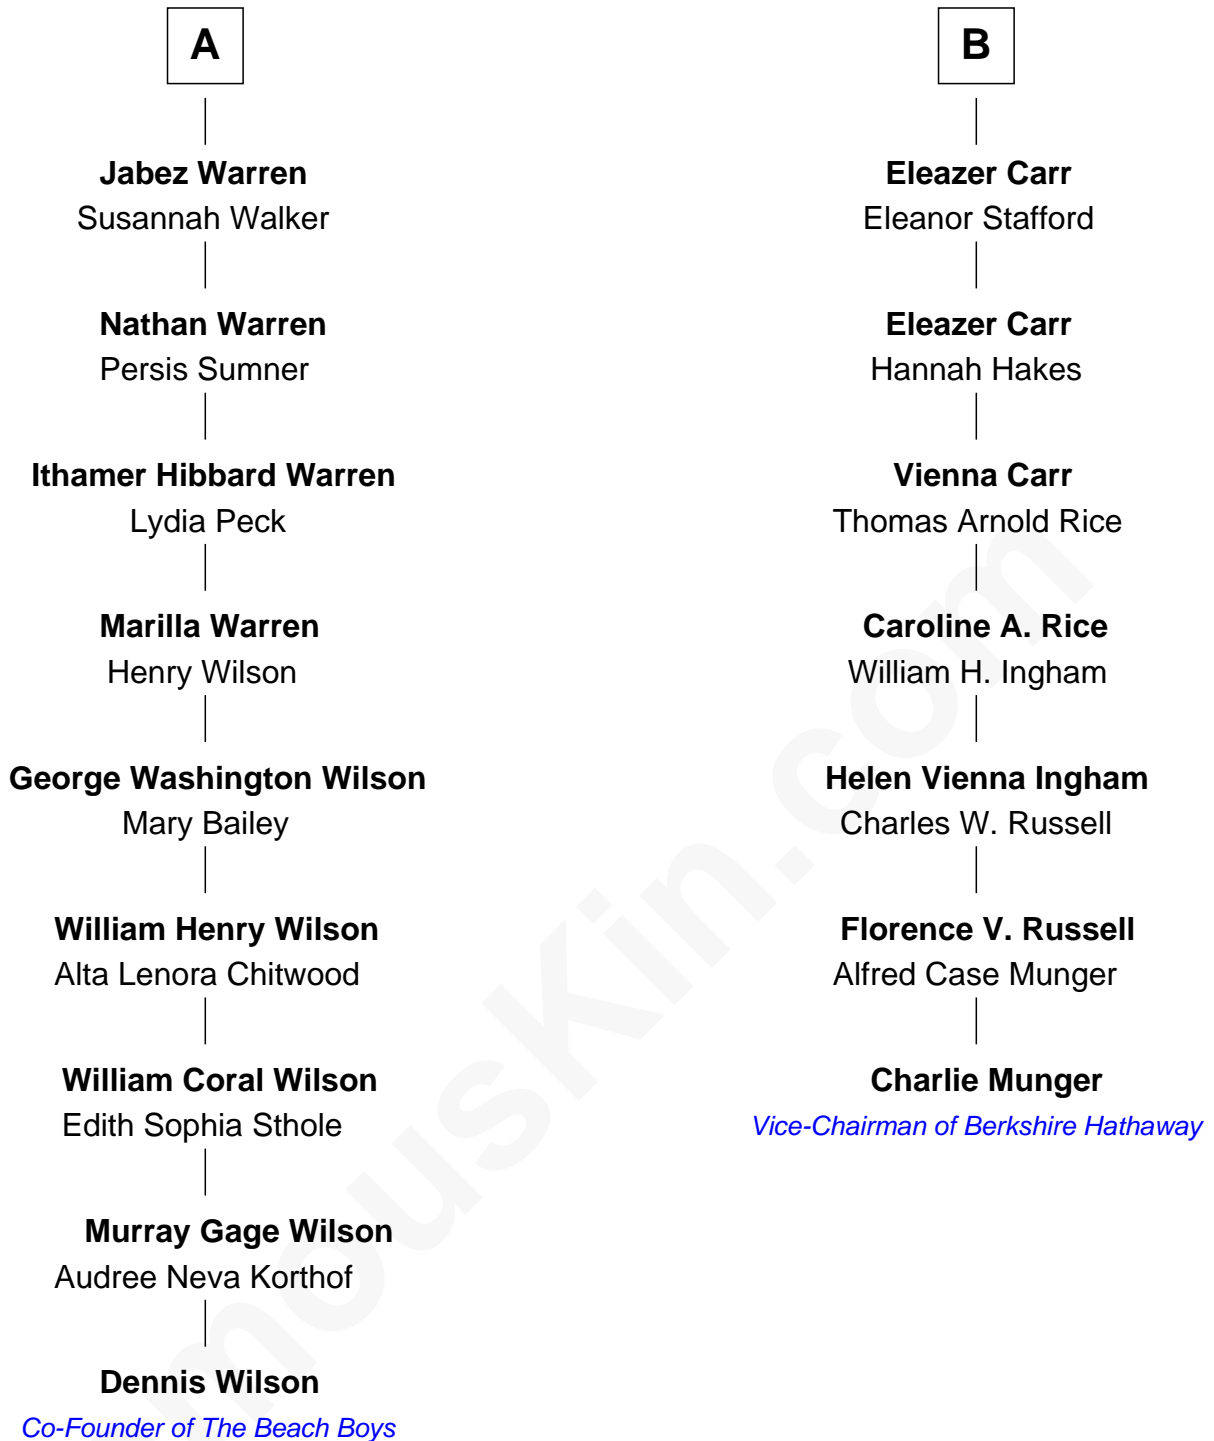 A
Jabez Warren
Susannah Walker
Nathan Warren
Persis Sumner
Ithamer Hibbard Warren
Lydia Peck
Marilla Warren
Henry Wilson
George Washington Wilson
Mary Bailey
William Henry Wilson
Alta Lenora Chitwood
William Coral Wilson
Edith Sophia Sthole
Murray Gage Wilson
Audree Neva Korthof
Dennis Wilson
Co-Founder of The Beach Boys
B
Eleazer Carr
Eleanor Stafford
Eleazer Carr
Hannah Hakes
Vienna Carr
Thomas Arnold Rice
Caroline A. Rice
William H. Ingham
Helen Vienna Ingham
Charles W. Russell
Florence V. Russell
Alfred Case Munger
Charlie Munger
Vice-Chairman of Berkshire Hathaway
mousKin.com